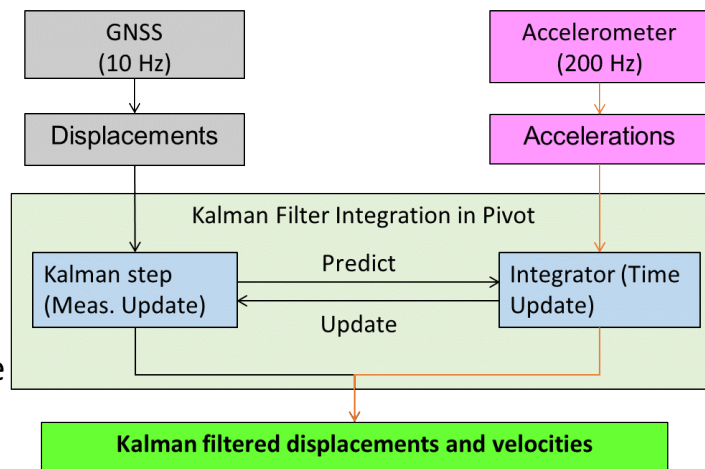 GNSS
(10 Hz)
Accelerometer
(200 Hz)
Displacements
Accelerations
Kalman Filter Integration in Pivot
Kalman step
(Meas. Update)
Predict
Update
Integrator (Time
Update)
e
Kalman filtered displacements and velocities